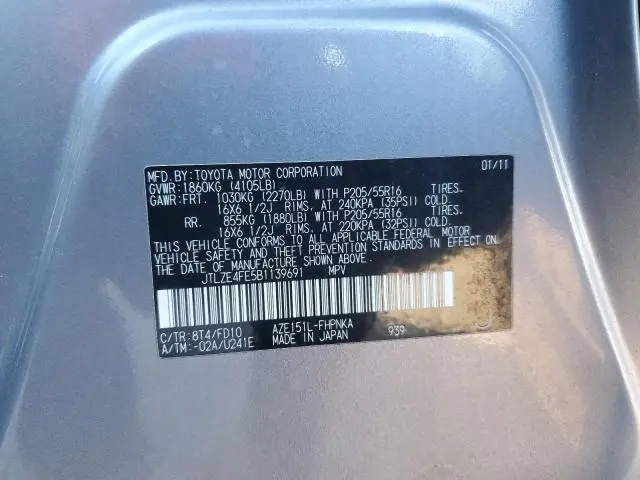 MFD.BY:TOYOTA MOTOR CORPORATION 01/11
GVWR:1860KG (4105LB)
GAWR:FRT. 1030KG (2270LB) WITH P205/55R16 TIRES,
16X6 1/2J RIMS, AT 240KPA (35PSI) COLD.
RR. 855KG (1880LB) WITH P205/55R16 TIRES,
16X6 1/2J RIMS, AT 220KPA (32PSI) COLD.
THIS VEHICLE CONFORMS TO ALL APPLICABLE FEDERAL MOTOR
VEHICLE SAFETY AND THEFT PREVENTION STANDARDS IN EFFECT
ON THE DATE OF MANUFACTURE SHOWN ABOVE.
JTLZE4FE5B1139691 MPV
C/TR:8T4/FD10 AZE151L-FHPNKA
A/TM:-02A/U241E MADE IN JAPAN 939